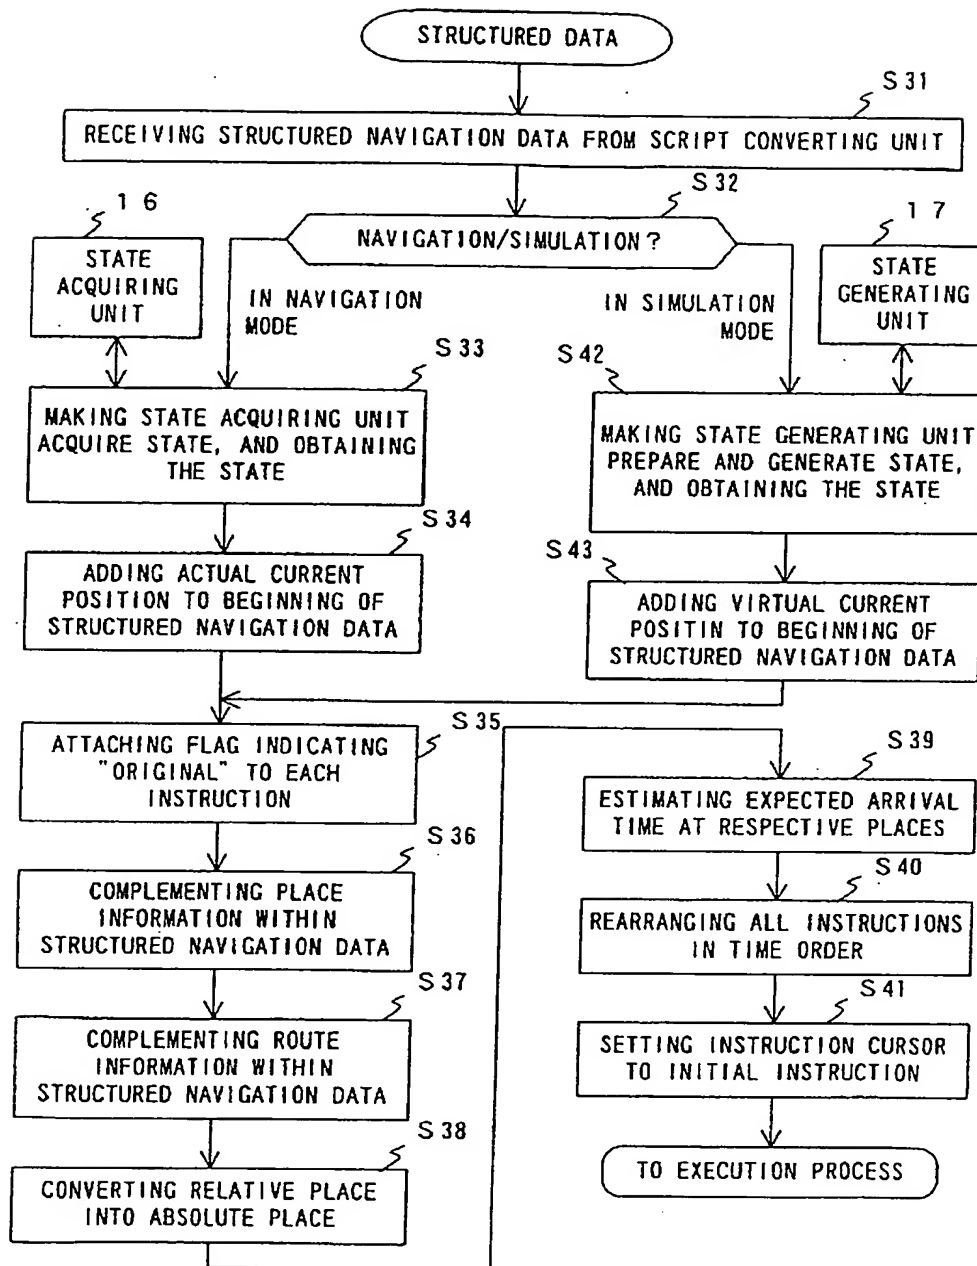 STRUCTURED DATA
S31
RECEIVING STRUCTURED NAVIGATION DATA FROM SCRIPT CONVERTING UNIT
S32
NAVIGATION/SIMULATION?
16
STATE
ACQUIRING
UNIT
IN NAVIGATION
MODE
17
STATE
GENERATING
UNIT
IN SIMULATION
MODE
S33
MAKING STATE ACQUIRING UNIT
ACQUIRE STATE, AND OBTAINING
THE STATE
S42
MAKING STATE GENERATING UNIT
PREPARE AND GENERATE STATE,
AND OBTAINING THE STATE
S34
ADDING ACTUAL CURRENT
POSITION TO BEGINNING OF
STRUCTURED NAVIGATION DATA
S43
ADDING VIRTUAL CURRENT
POSITIN TO BEGINNING OF
STRUCTURED NAVIGATION DATA
S35
ATTACHING FLAG INDICATING
"ORIGINAL" TO EACH
INSTRUCTION
S36
COMPLEMENTING PLACE
INFORMATION WITHIN
STRUCTURED NAVIGATION DATA
S37
COMPLEMENTING ROUTE
INFORMATION WITHIN
STRUCTURED NAVIGATION DATA
S38
CONVERTING RELATIVE PLACE
INTO ABSOLUTE PLACE
S39
ESTIMATING EXPECTED ARRIVAL
TIME AT RESPECTIVE PLACES
S40
REARRANGING ALL INSTRUCTIONS
IN TIME ORDER
S41
SETTING INSTRUCTION CURSOR
TO INITIAL INSTRUCTION
TO EXECUTION PROCESS